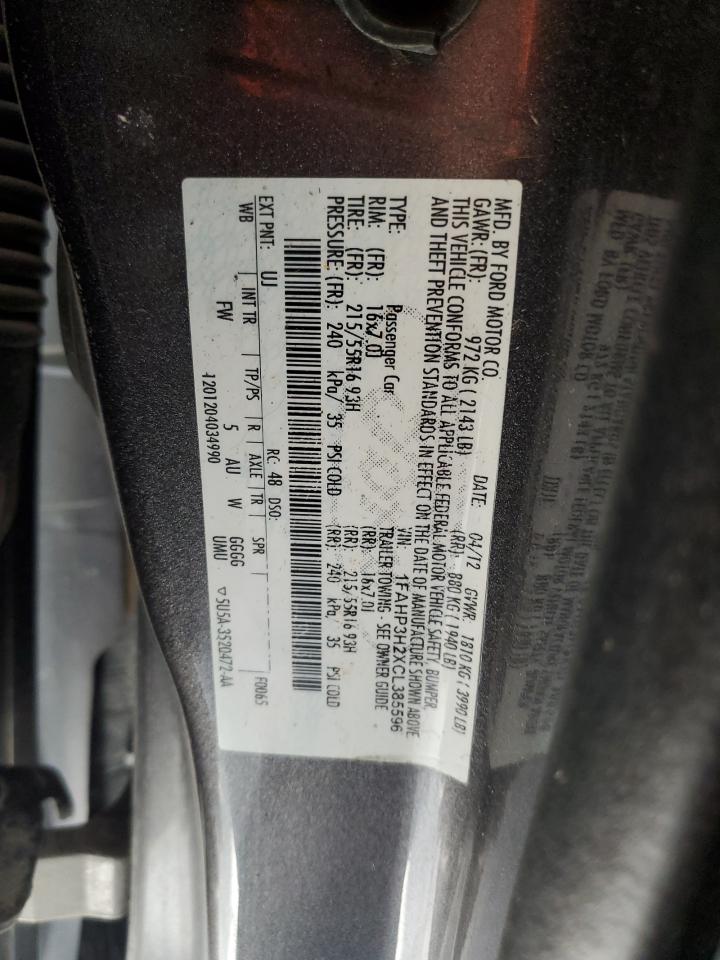 MFD. BY FORD MOTOR CO.
DATE: 04/12 GVWR: 1810 KG ( 3990 LB)
GAWR: (FR): 972 KG ( 2143 LB) (RR): 880 KG ( 1940 LB)
THIS VEHICLE CONFORMS TO ALL APPLICABLE FEDERAL MOTOR VEHICLE SAFETY, BUMPER,
AND THEFT PREVENTION STANDARDS IN EFFECT ON THE DATE OF MANUFACTURE SHOWN ABOVE
VIN: 1FAHP3H2XCL385596
TYPE: Passenger Car TRAILER TOWING - SEE OWNER GUIDE
RIM: (FR): 16x7.0J (RR): 16x7.0J
TIRE: (FR): 215/55R16 93H (RR): 215/55R16 93H
PRESSURE:(FR): 240 kPa/ 35 PSI COLD (RR): 240 kPa/ 35 PSI COLD
F0065
EXT PNT: UJ RC: 48 DSO:
WB INT TR TP/PS R AXLE TR SPR
FW 5 AU W GGGG
1201204034990 UMU
▽ 5U5A-3520472-AA